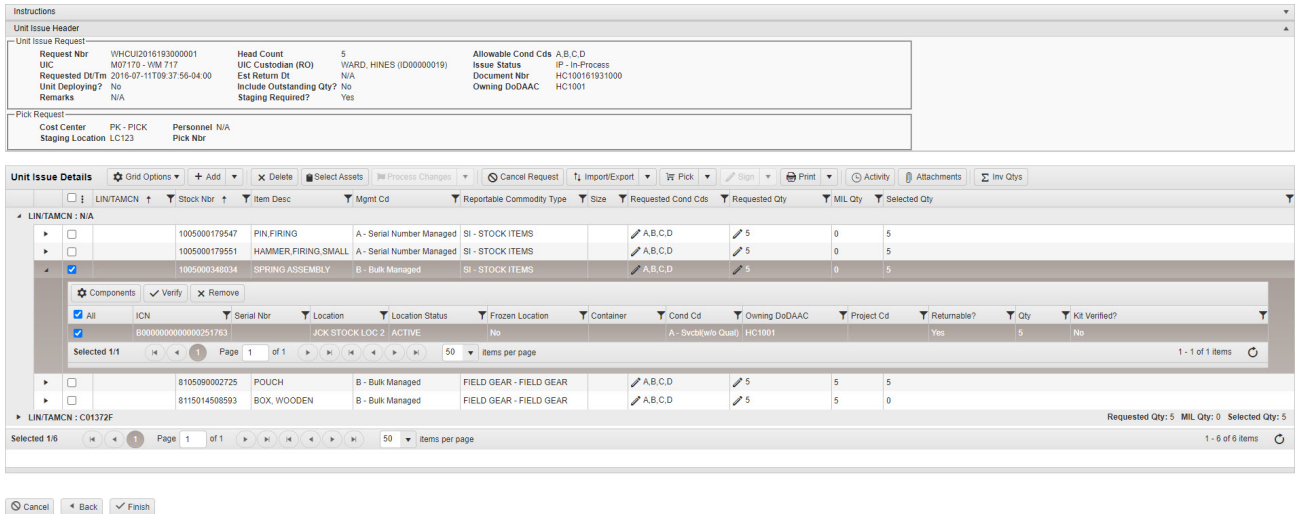 Instructions
Unit Issue Header
Unit Issue Request
Request Nbr WHCUI2016193000001 Head Count 5 Allowable Cond Cds A,B,C,D
UIC M07170 - WM 717 UIC Custodian (RO) WARD, HINES (ID00000019) Issue Status IP - In-Process
Requested Dt/Tm 2016-07-11T09:37:56-04:00 Est Return Dt N/A Document Nbr HC100161931000
Unit Deploying? No Include Outstanding Qty? No Owning DoDAAC HC1001
Remarks N/A Staging Required? Yes
Pick Request
Cost Center PK - PICK Personnel N/A
Staging Location LC123 Pick Nbr
Unit Issue Details Grid Options Add Delete Select Assets Process Changes Cancel Request Import/Export Pick Sign Print Activity Attachments Inv Qtys
LIN/TAMCN Stock Nbr Item Desc Mgmt Cd Reportable Commodity Type Size Requested Cond Cds Requested Qty MIL Qty Selected Qty
LIN/TAMCN : N/A
1005000179547 PIN,FIRING A - Serial Number Managed SI - STOCK ITEMS A,B,C,D 5 0 5
1005000179551 HAMMER,FIRING,SMALL A - Serial Number Managed SI - STOCK ITEMS A,B,C,D 5 0 5
1005000348034 SPRING ASSEMBLY B - Bulk Managed SI - STOCK ITEMS A,B,C,D 5 0 5
Components Verify Remove
All ICN Serial Nbr Location Location Status Frozen Location Container Cond Cd Owning DoDAAC Project Cd Returnable? Qty Kit Verified?
B0000000000000251763 JCK STOCK LOC 2 ACTIVE No A - Svcbl(w/o Qual) HC1001 Yes 5 No
Selected 1/1 1 Page 1 of 1 50 items per page 1 - 1 of 1 items
8105090002725 POUCH B - Bulk Managed FIELD GEAR - FIELD GEAR A,B,C,D 5 5 5
8115014508593 BOX, WOODEN B - Bulk Managed FIELD GEAR - FIELD GEAR A,B,C,D 5 5 0
LIN/TAMCN : C01372F Requested Qty: 5 MIL Qty: 0 Selected Qty: 5
Selected 1/6 1 Page 1 of 1 50 items per page 1 - 6 of 6 items
Cancel Back Finish